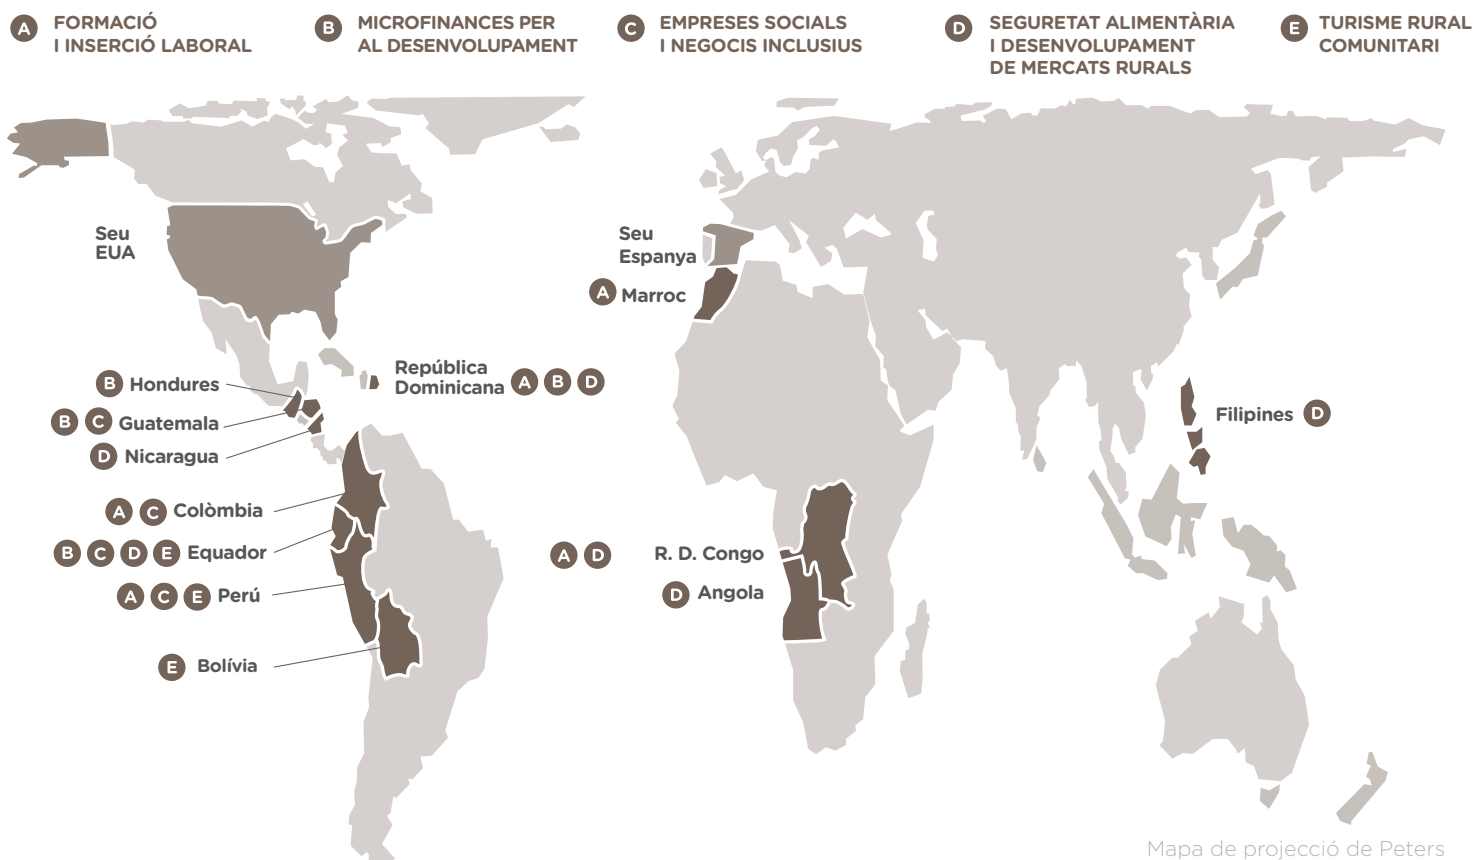 A FORMACIÓ
I INSERCIÓ LABORAL
B MICROFINANCES PER
AL DESENVOLUPAMENT
C EMPRESES SOCIALS
I NEGOCIS INCLUSIUS
D SEGURETAT ALIMENTÀRIA
I DESENVOLUPAMENT
DE MERCATS RURALS
E TURISME RURAL
COMUNITARI
Seu
EUA
Seu
Espanya
A Marroc
República
Dominicana A B D
B Hondures
B C Guatemala
D Nicaragua
Filipines D
A C Colòmbia
B C D E Equador
A D R. D. Congo
A C E Perú
D Angola
E Bolívia
Mapa de projecció de Peters